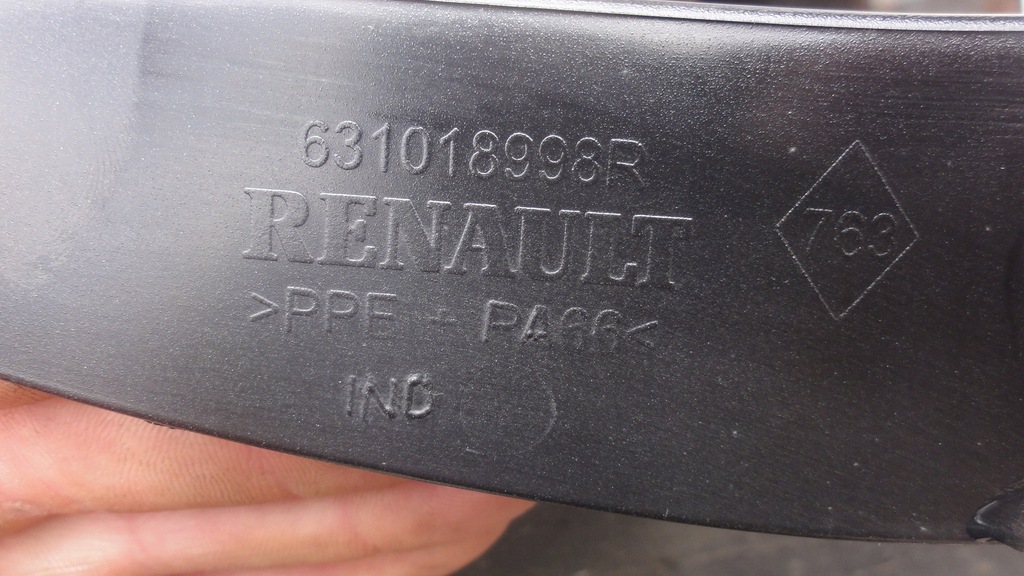 631018998R
RENAULT
>PPE + PA66<
IND
763